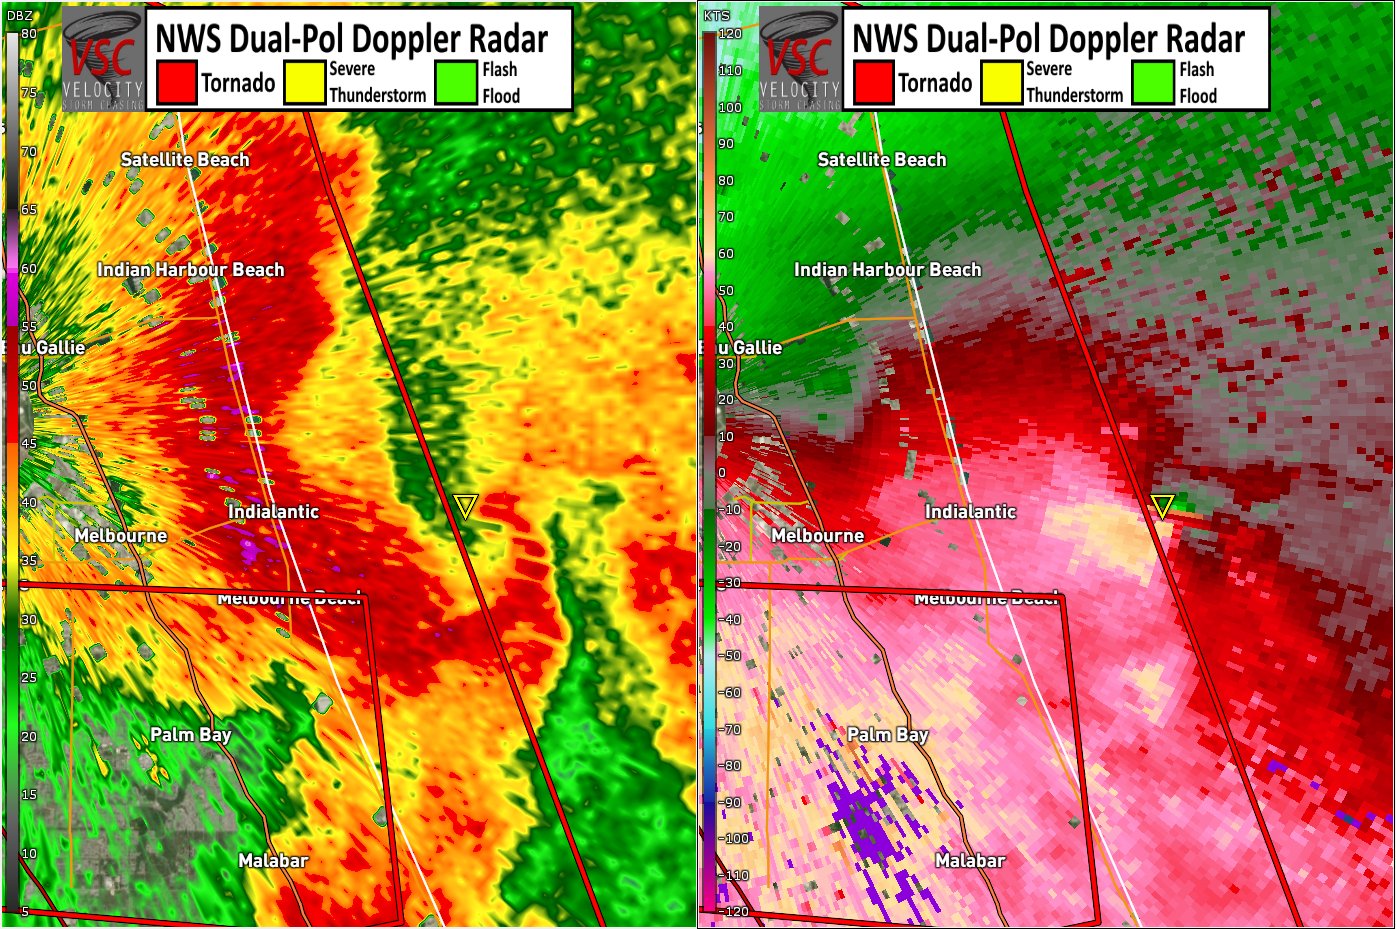 DBZ
80
75
70
65
60
55
50
45
40
35
30
25
20
15
10
5
VSC
VELOCITY
STORM CHASING
NWS Dual-Pol Doppler Radar
Tornado
Severe
Thunderstorm
Flash
Flood
Satellite Beach
Indian Harbour Beach
au Gallie
Indialantic
Melbourne
Melbourne Beach
Palm Bay
Malabar
KTS
120
110
100
90
80
70
60
50
40
30
20
10
0
-10
-20
-30
-40
-50
-60
-70
-80
-90
-100
-110
-120
VSC
VELOCITY
STORM CHASING
NWS Dual-Pol Doppler Radar
Tornado
Severe
Thunderstorm
Flash
Flood
Satellite Beach
Indian Harbour Beach
au Gallie
Indialantic
Melbourne
Melbourne Beach
Palm Bay
Malabar